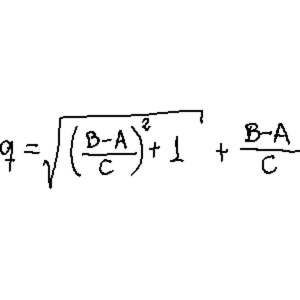 q = √((B-A)/C)² + 1) + (B-A)/C